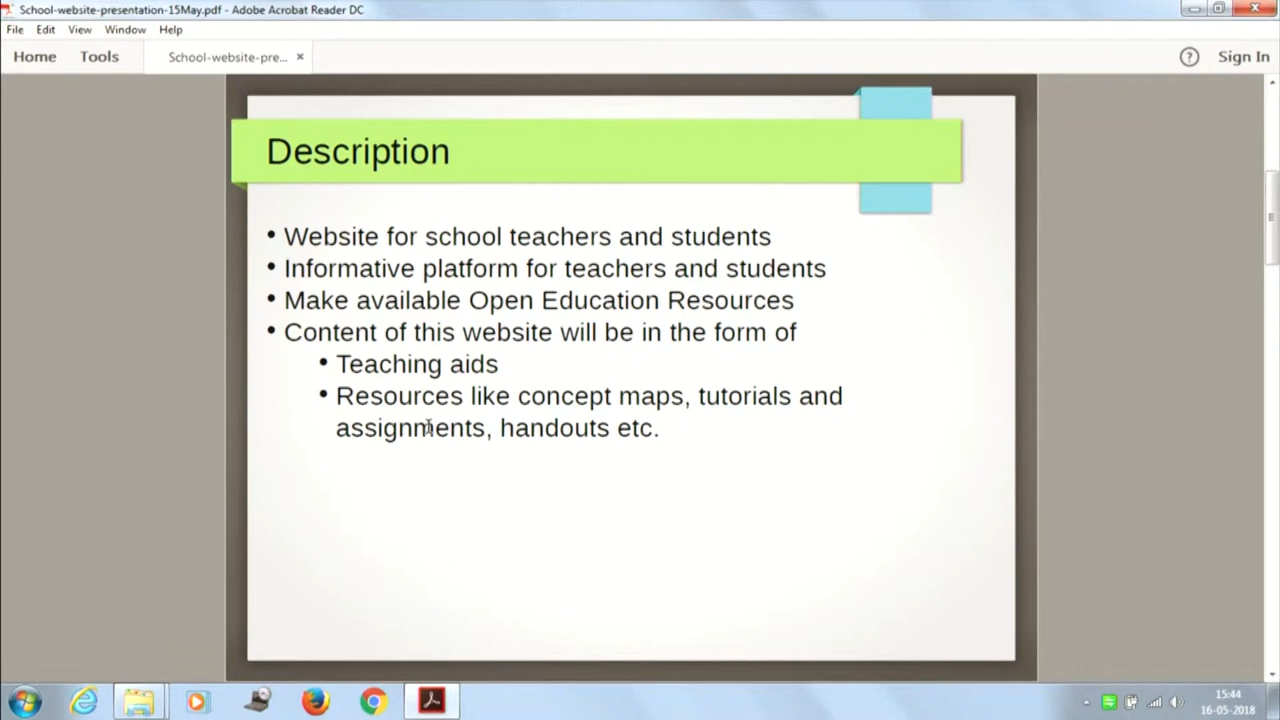 School-website-presentation-15May.pdf - Adobe Acrobat Reader DC
File Edit View Window Help
Home Tools School-website-pre... × ? Sign In
Description
• Website for school teachers and students
• Informative platform for teachers and students
• Make available Open Education Resources
• Content of this website will be in the form of
• Teaching aids
• Resources like concept maps, tutorials and
assignments, handouts etc.
15:44
16-05-2018